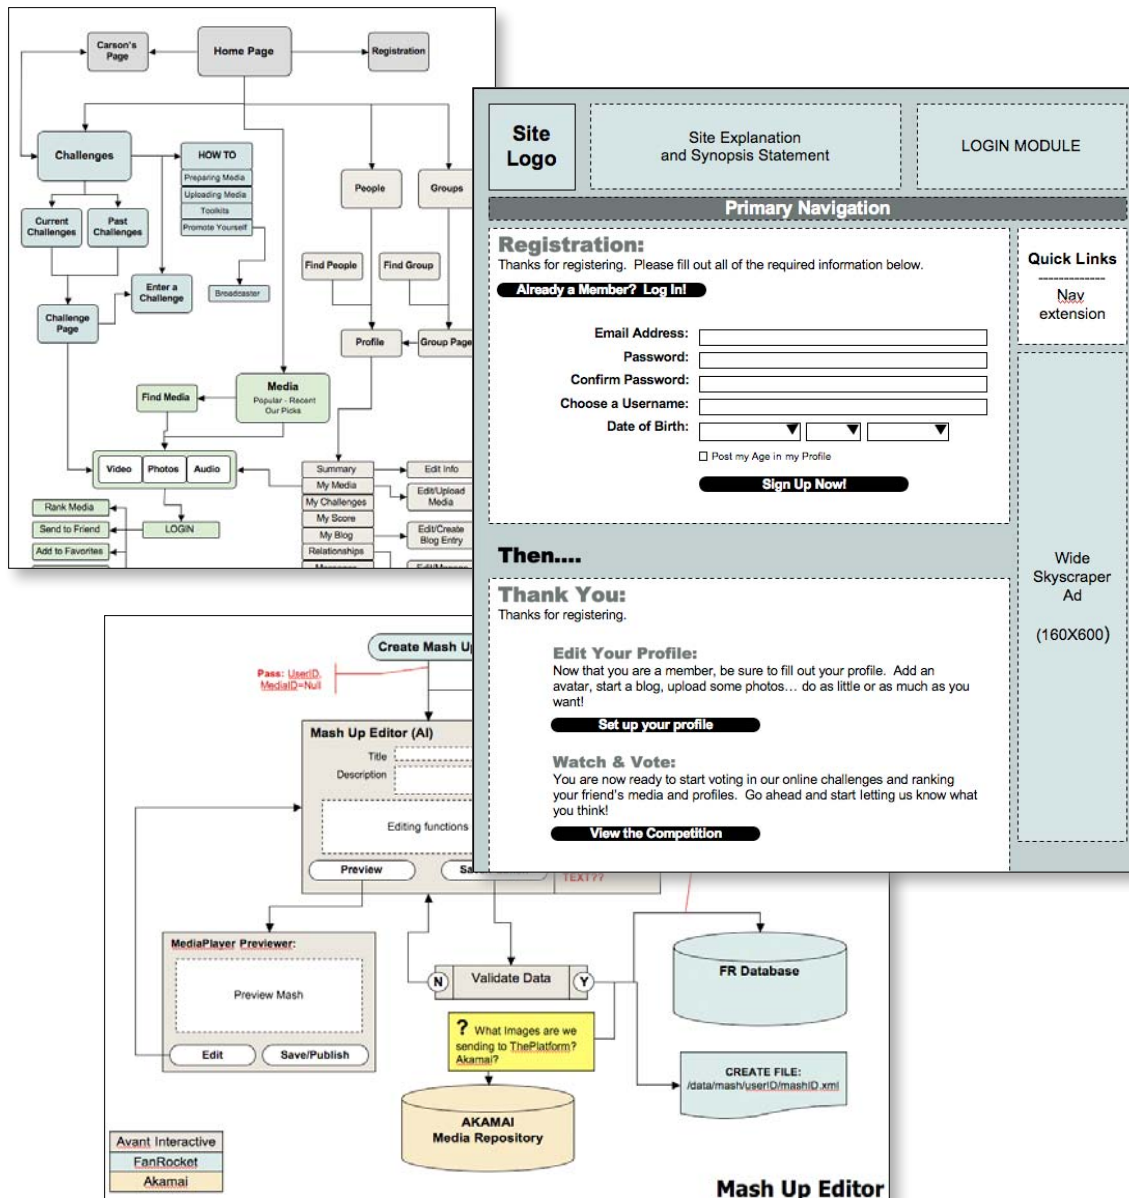 Carson's
Page
Home Page
Registration
Challenges
HOW TO
Preparing Media
Uploading Media
Toolkits
Promote Yourself
People
Groups
Current
Challenges
Past
Challenges
Find People
Find Group
Enter a
Challenge
Broadcaster
Challenge
Page
Profile
Group Page
Media
Popular - Recent
Our Picks
Find Media
Video
Photos
Audio
Summary
Edit Info
My Media
Edit/Upload
Media
My Challenges
My Score
My Blog
Edit/Create
Blog Entry
Relationships
Rank Media
Send to Friend
LOGIN
Add to Favorites
Site
Logo
Site Explanation
and Synopsis Statement
LOGIN MODULE
Primary Navigation
Registration:
Thanks for registering. Please fill out all of the required information below.
Already a Member? Log In!
Email Address:
Password:
Confirm Password:
Choose a Username:
Date of Birth:
Post my Age in my Profile
Sign Up Now!
Quick Links
-------------
Nav
extension
Then....
Thank You:
Thanks for registering.
Edit Your Profile:
Now that you are a member, be sure to fill out your profile. Add an
avatar, start a blog, upload some photos… do as little or as much as you
want!
Set up your profile
Watch & Vote:
You are now ready to start voting in our online challenges and ranking
your friend's media and profiles. Go ahead and start letting us know what
you think!
View the Competition
Wide
Skyscraper
Ad
(160X600)
Create Mash U
Pass: UserID,
MediaID=Null
Mash Up Editor (AI)
Title
Description
Editing functions
Preview
TEXT??
MediaPlayer Previewer:
Preview Mash
Edit
Save/Publish
N
Validate Data
Y
? What Images are we
sending to ThePlatform?
Akamai?
FR Database
CREATE FILE:
/data/mash/userID/mashID.xml
AKAMAI
Media Repository
Avant Interactive
FanRocket
Akamai
Mash Up Editor